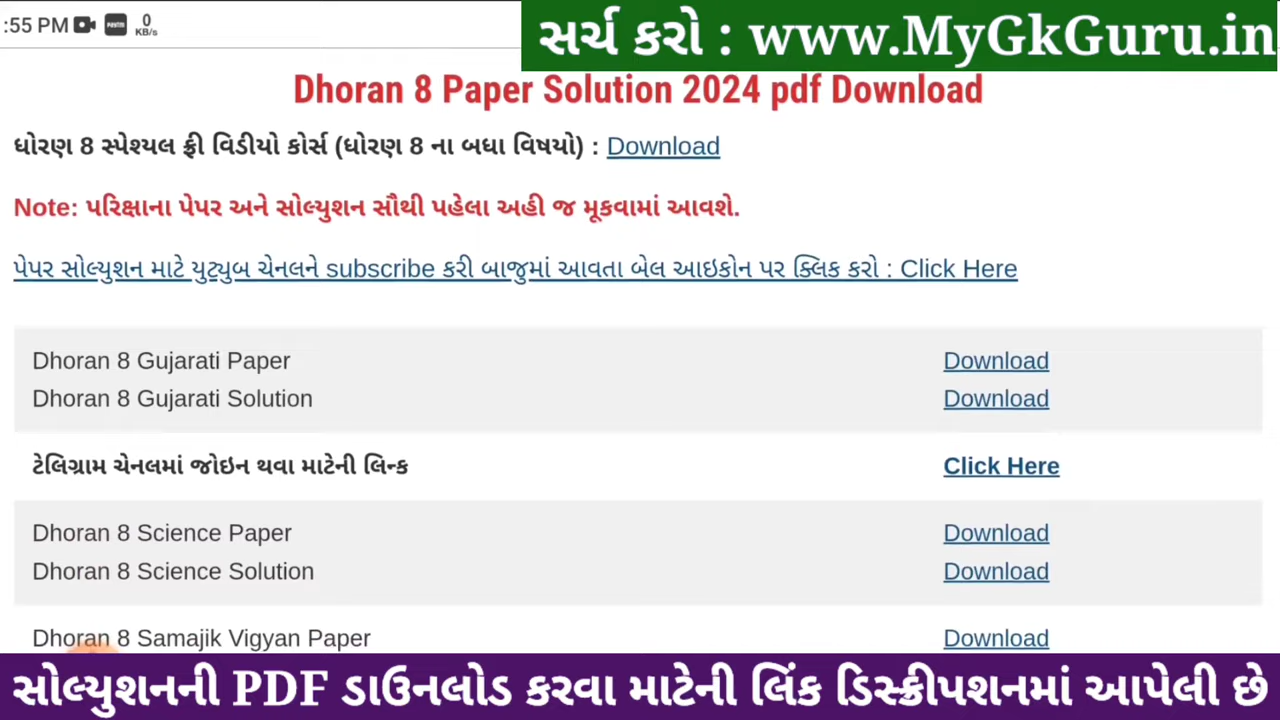 :55 PM 0 KB/s
સર્ચ કરો : www.MyGkGuru.in
Dhoran 8 Paper Solution 2024 pdf Download
ધોરણ 8 સ્પેશ્યલ ફ્રી વિડીયો કોર્સ (ધોરણ 8 ના બધા વિષયો) : Download
Note: પરિક્ષાના પેપર અને સોલ્યુશન સૌથી પહેલા અહી જ મૂકવામાં આવશે.
પેપર સોલ્યુશન માટે યુટ્યુબ ચેનલને subscribe કરી બાજુમાં આવતા બેલ આઇકોન પર ક્લિક કરો : Click Here
Dhoran 8 Gujarati Paper Download
Dhoran 8 Gujarati Solution Download
ટેલિગ્રામ ચેનલમાં જોઇન થવા માટેની લિન્ક Click Here
Dhoran 8 Science Paper Download
Dhoran 8 Science Solution Download
Dhoran 8 Samajik Vigyan Paper Download
સોલ્યુશનની PDF ડાઉનલોડ કરવા માટેની લિંક ડિસ્ક્રીપશનમાં આપેલી છે